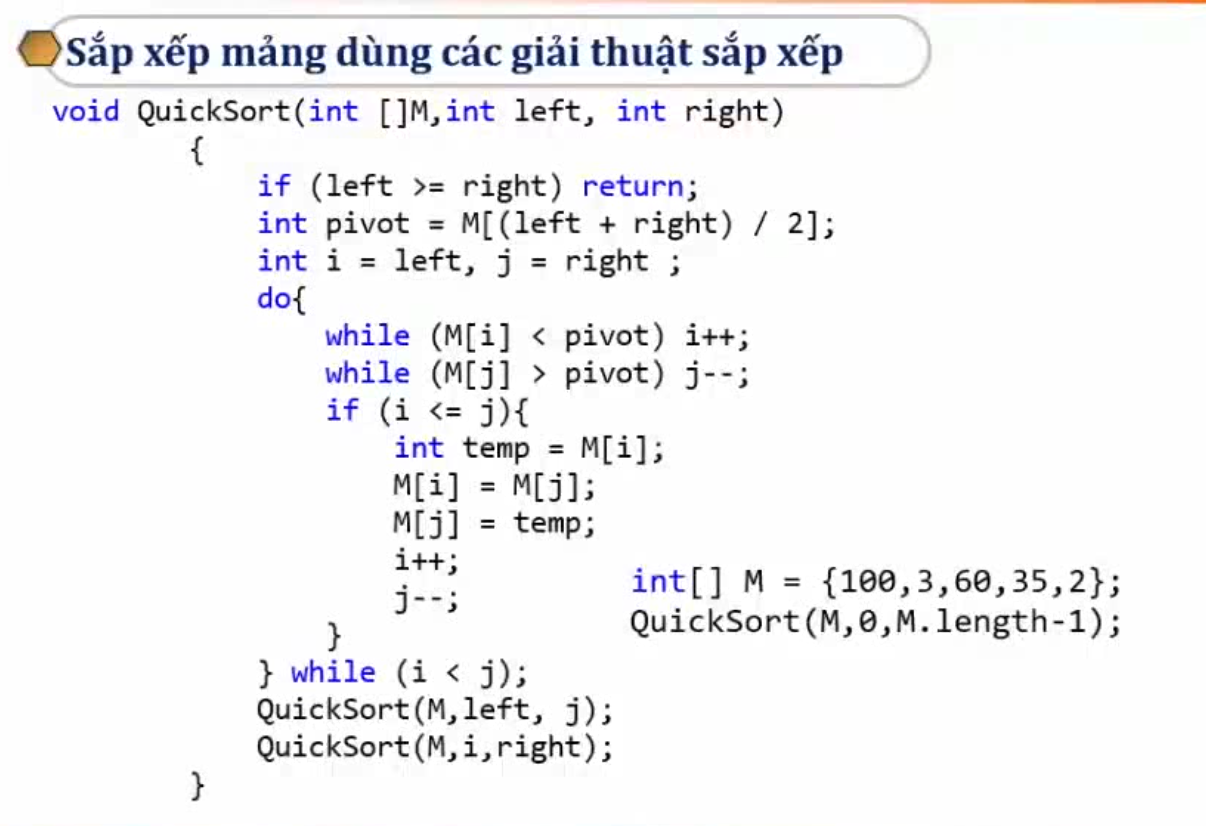 Sắp xếp mảng dùng các giải thuật sắp xếp
void QuickSort(int []M,int left, int right)
{
if (left >= right) return;
int pivot = M[(left + right) / 2];
int i = left, j = right ;
do{
while (M[i] < pivot) i++;
while (M[j] > pivot) j--;
if (i <= j){
int temp = M[i];
M[i] = M[j];
M[j] = temp;
i++;
j--;
}
} while (i < j);
QuickSort(M,left, j);
QuickSort(M,i,right);
}
int[] M = {100,3,60,35,2};
QuickSort(M,0,M.length-1);